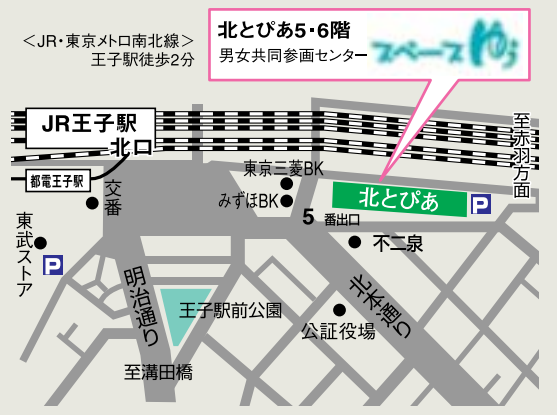 ＜JR・東京メトロ南北線＞
王子駅徒歩2分
北とぴあ5・6階
男女共同参画センター スペースゆう
JR王子駅
北口
都電王子駅
交番
東京三菱BK
みずほBK
5 番出口
北とぴあ
P
至赤羽方面
東武ストア
P
明治通り
王子駅前公園
不二泉
北本通り
公証役場
至溝田橋